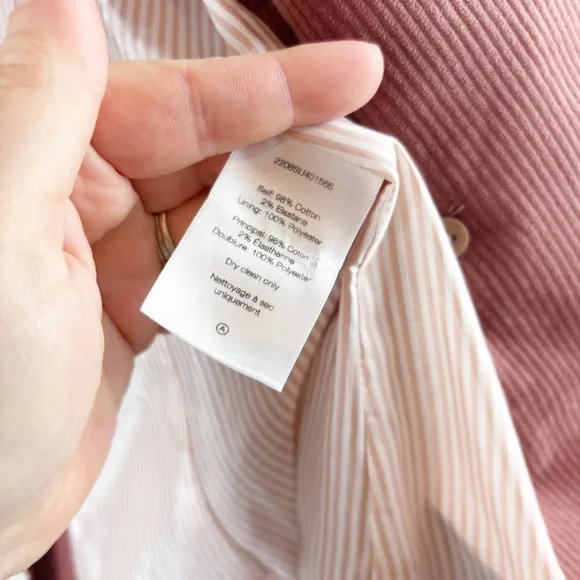 2206SU401566
Self: 98% Cotton
2% Elastane
Lining: 100% Polyester
Principal: 98% Coton
2% Élasthanne
Doublure: 100% Polyester
Dry clean only
Nettoyage à sec
uniquement
A